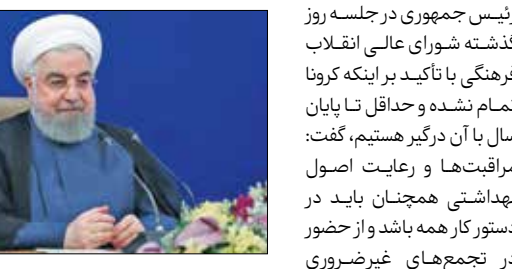 رئیس جمهوری در جلسه روز
گذشته شورای عالی انقلاب
فرهنگی با تأکید بر اینکه کرونا
تمام نشده و حداقل تا پایان
سال با آن درگیر هستیم، گفت:
مراقبت‌ها و رعایت اصول
بهداشتی همچنان باید در
دستور کار همه باشد و از حضور
در تجمع‌های غیرضروری